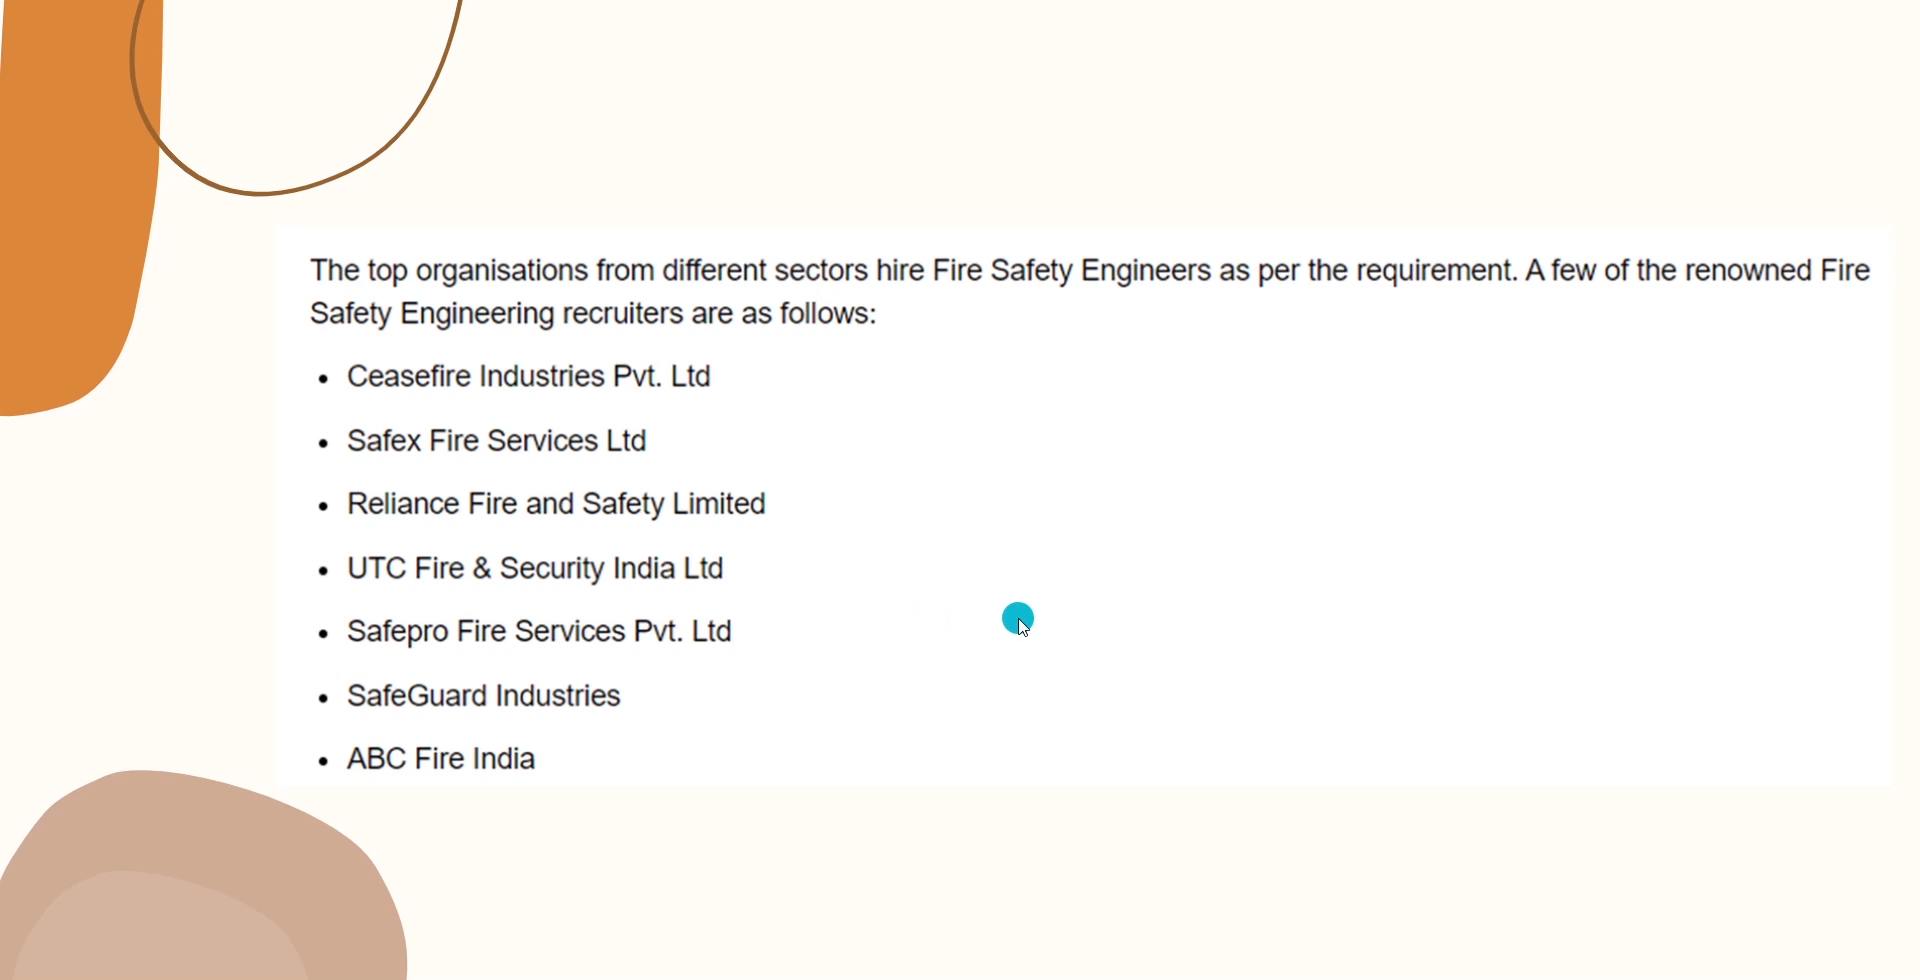 The top organisations from different sectors hire Fire Safety Engineers as per the requirement. A few of the renowned Fire
Safety Engineering recruiters are as follows:
• Ceasefire Industries Pvt. Ltd
• Safex Fire Services Ltd
• Reliance Fire and Safety Limited
• UTC Fire & Security India Ltd
• Safepro Fire Services Pvt. Ltd
• SafeGuard Industries
• ABC Fire India